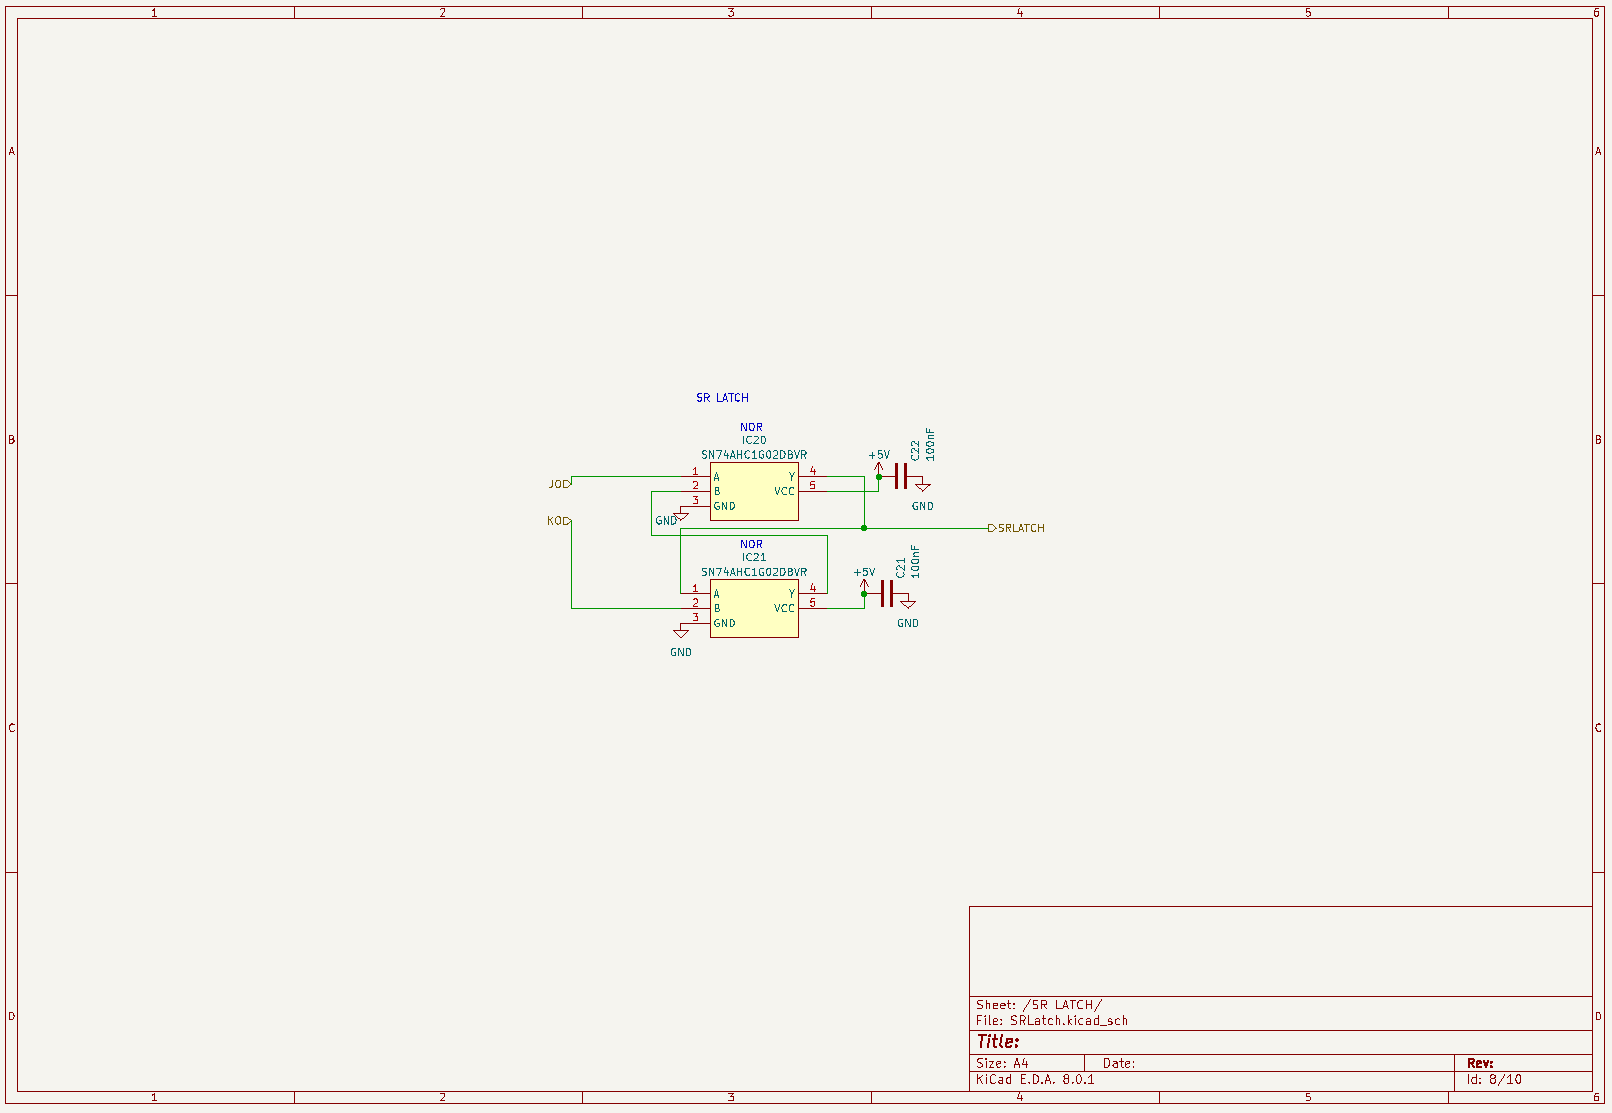 1 2 3 4 5 6
A A
B B
C C
D D
SR LATCH
NOR
IC20
SN74AHC1G02DBVR
JO
1 A Y 4
2 B VCC 5
3 GND
GND
+5V
C22
100nF
GND
KO
SRLATCH
NOR
IC21
SN74AHC1G02DBVR
1 A Y 4
2 B VCC 5
3 GND
GND
+5V
C21
100nF
GND
Sheet: /SR LATCH/
File: SRLatch.kicad_sch
Title:
Size: A4 Date: Rev:
KiCad E.D.A. 8.0.1 Id: 8/10
1 2 3 4 5 6